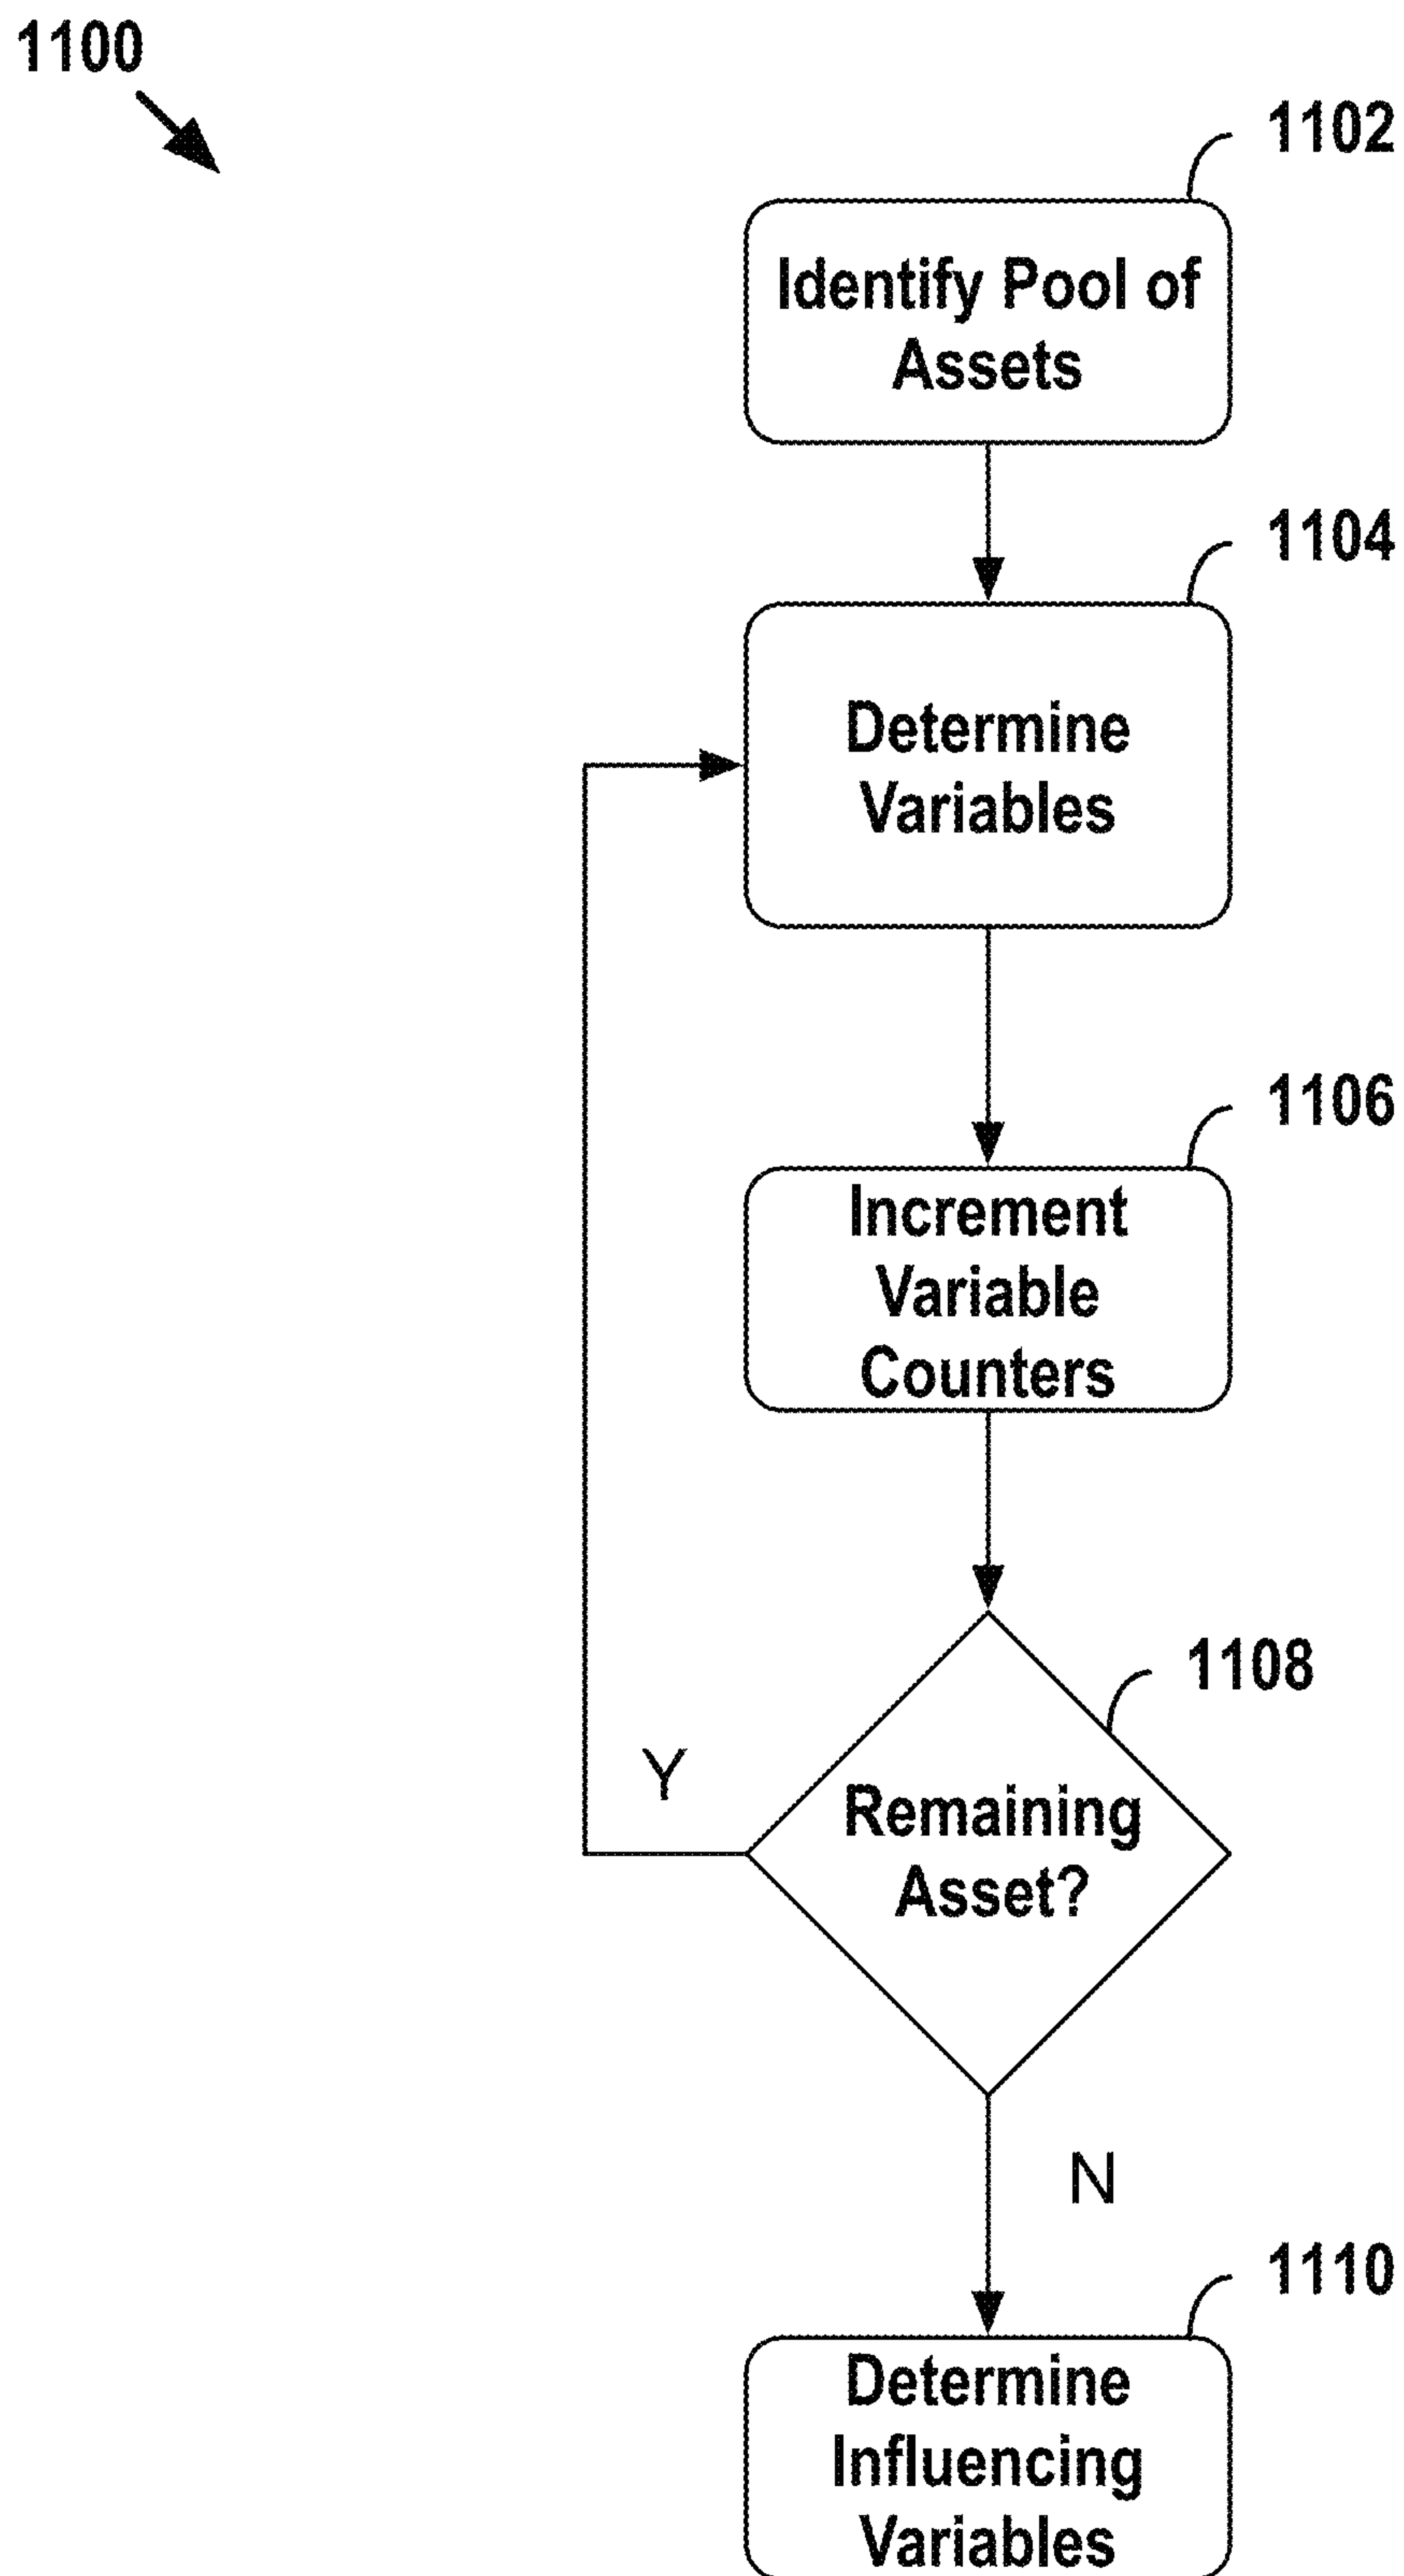 1100
1102
Identify Pool of
Assets
1104
Determine
Variables
1106
Increment
Variable
Counters
1108
Y
Remaining
Asset?
N
1110
Determine
Influencing
Variables